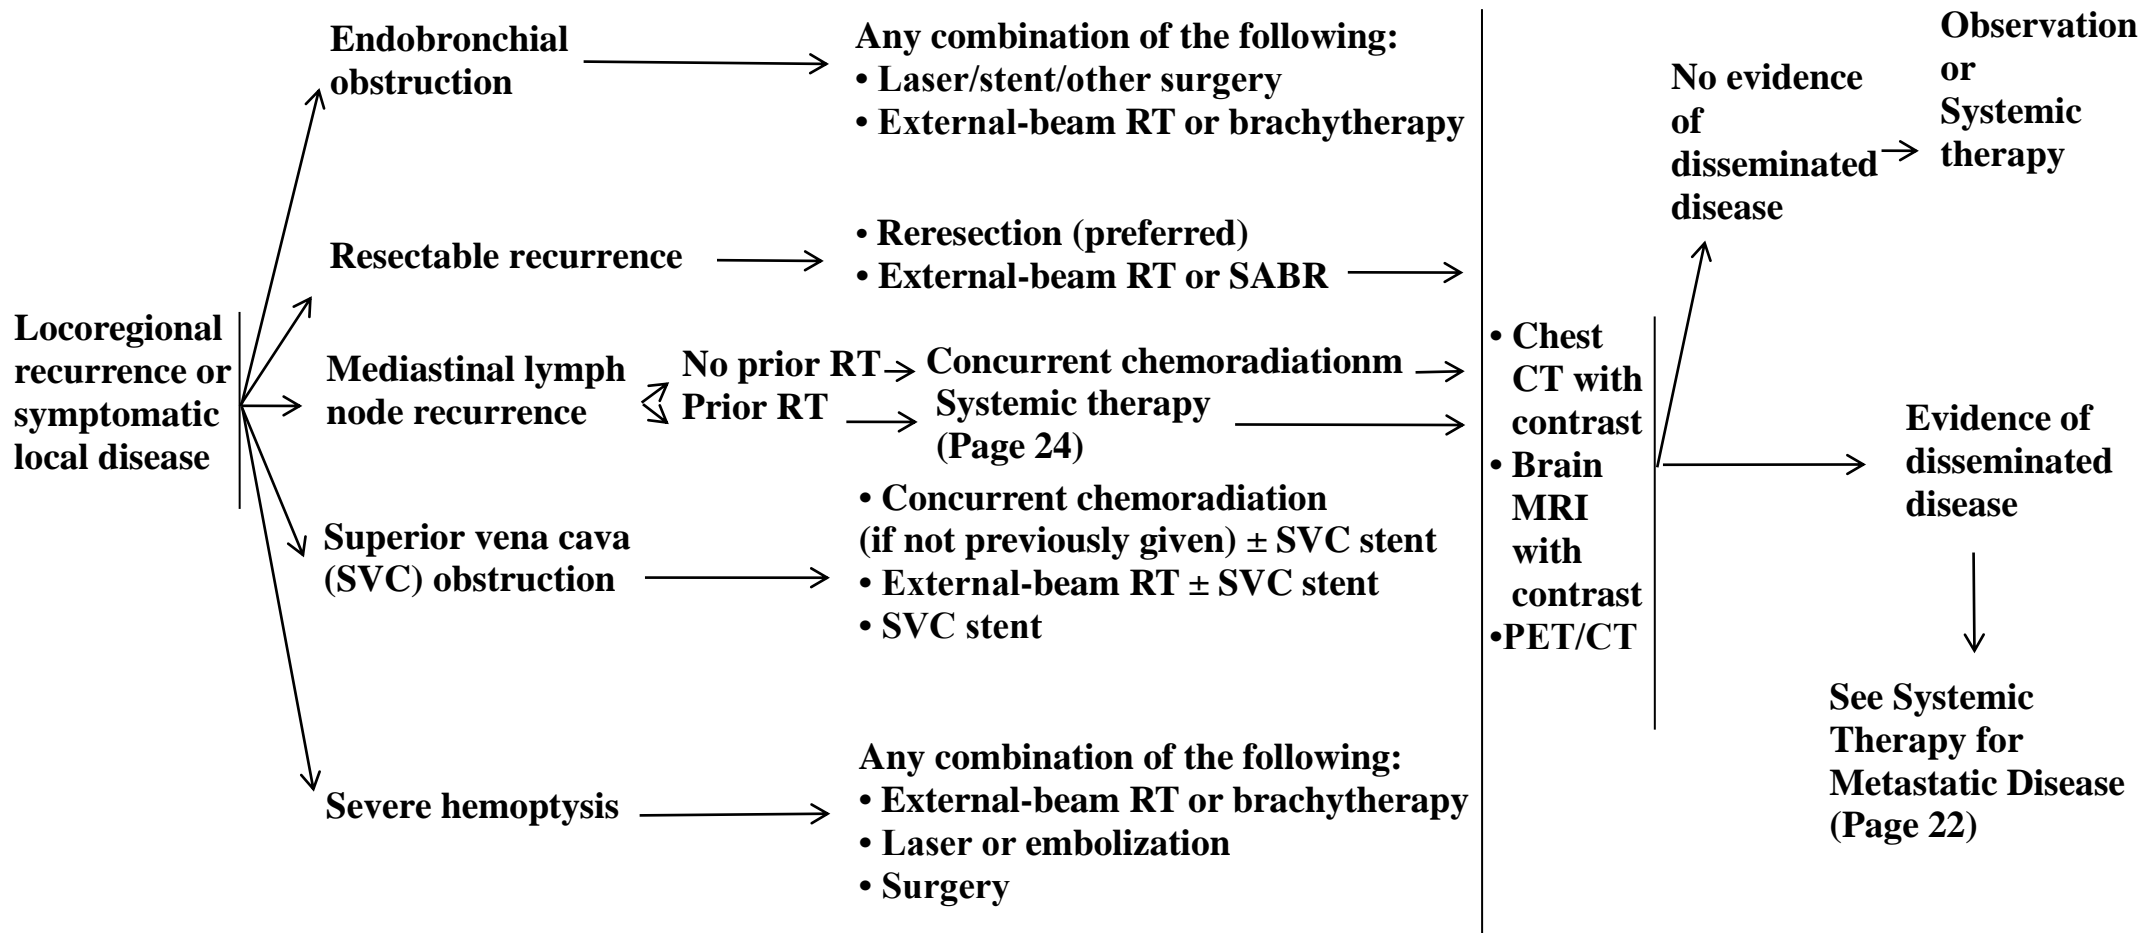 Locoregional
recurrence or
symptomatic
local disease
Endobronchial
obstruction
Any combination of the following:
• Laser/stent/other surgery
• External-beam RT or brachytherapy
Resectable recurrence
• Reresection (preferred)
• External-beam RT or SABR
Mediastinal lymph
node recurrence
No prior RT
Prior RT
Concurrent chemoradiationm
Systemic therapy
(Page 24)
Superior vena cava
(SVC) obstruction
• Concurrent chemoradiation
(if not previously given) ± SVC stent
• External-beam RT ± SVC stent
• SVC stent
Severe hemoptysis
Any combination of the following:
• External-beam RT or brachytherapy
• Laser or embolization
• Surgery
• Chest
CT with
contrast
• Brain
MRI
with
contrast
•PET/CT
No evidence
of
disseminated
disease
Observation
or
Systemic
therapy
Evidence of
disseminated
disease
See Systemic
Therapy for
Metastatic Disease
(Page 22)